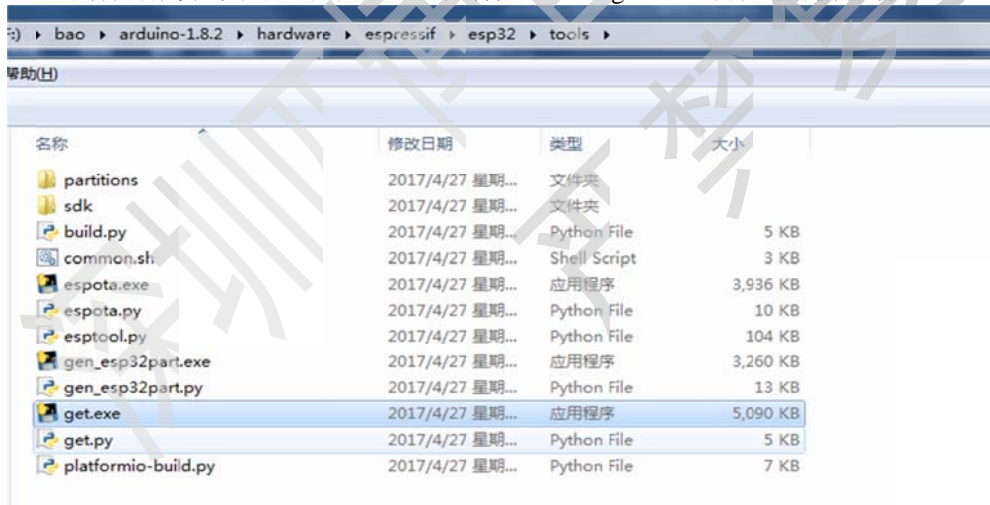 :) ▸ bao ▸ arduino-1.8.2 ▸ hardware ▸ espressif ▸ esp32 ▸ tools ▸
帮助(H)
名称 修改日期 类型 大小
partitions 2017/4/27 星期... 文件夹
sdk 2017/4/27 星期... 文件夹
build.py 2017/4/27 星期... Python File 5 KB
common.sh 2017/4/27 星期... Shell Script 3 KB
espota.exe 2017/4/27 星期... 应用程序 3,936 KB
espota.py 2017/4/27 星期... Python File 10 KB
esptool.py 2017/4/27 星期... Python File 104 KB
gen_esp32part.exe 2017/4/27 星期... 应用程序 3,260 KB
gen_esp32part.py 2017/4/27 星期... Python File 13 KB
get.exe 2017/4/27 星期... 应用程序 5,090 KB
get.py 2017/4/27 星期... Python File 5 KB
platformio-build.py 2017/4/27 星期... Python File 7 KB